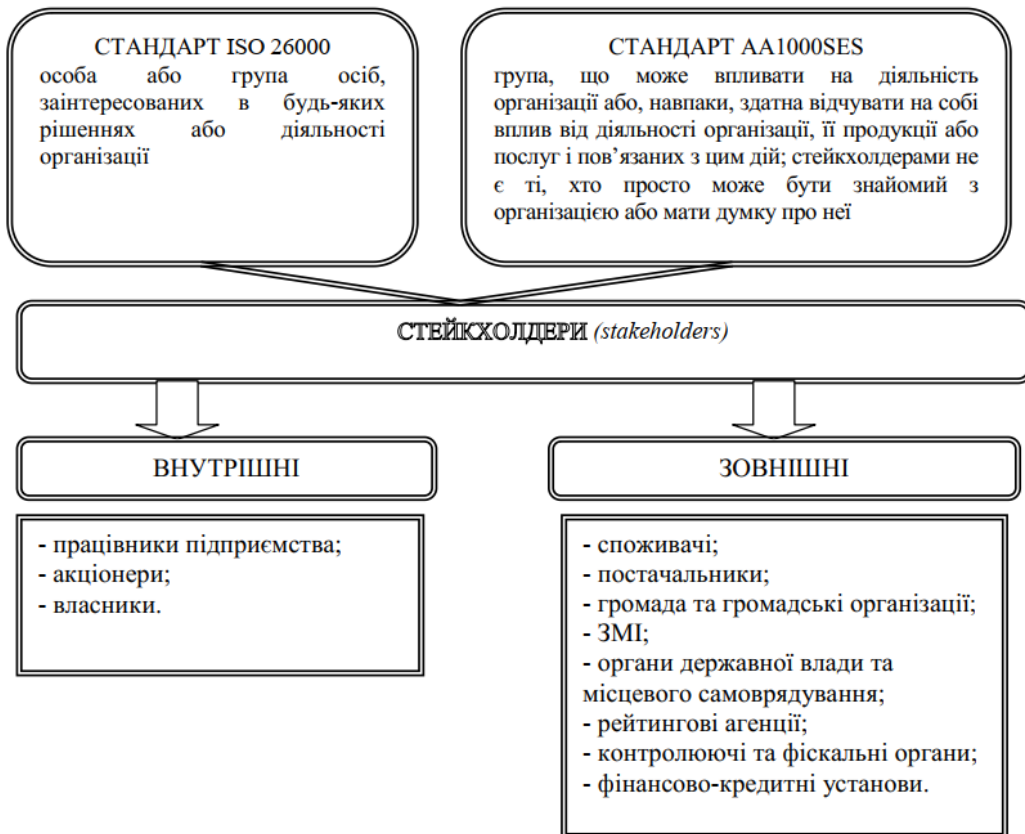 СТАНДАРТ ISO 26000
особа або група осіб,
заінтересованих в будь-яких
рішеннях або діяльності
організації
СТАНДАРТ AA1000SES
група, що може впливати на діяльність
організації або, навпаки, здатна відчувати на собі
вплив від діяльності організації, її продукції або
послуг і пов’язаних з цим дій; стейкхолдерами не
є ті, хто просто може бути знайомий з
організацією або мати думку про неї
СТЕЙКХОЛДЕРИ (stakeholders)
ВНУТРІШНІ
- працівники підприємства;
- акціонери;
- власники.
ЗОВНІШНІ
- споживачі;
- постачальники;
- громада та громадські організації;
- ЗМІ;
- органи державної влади та
місцевого самоврядування;
- рейтингові агенції;
- контролюючі та фіскальні органи;
- фінансово-кредитні установи.